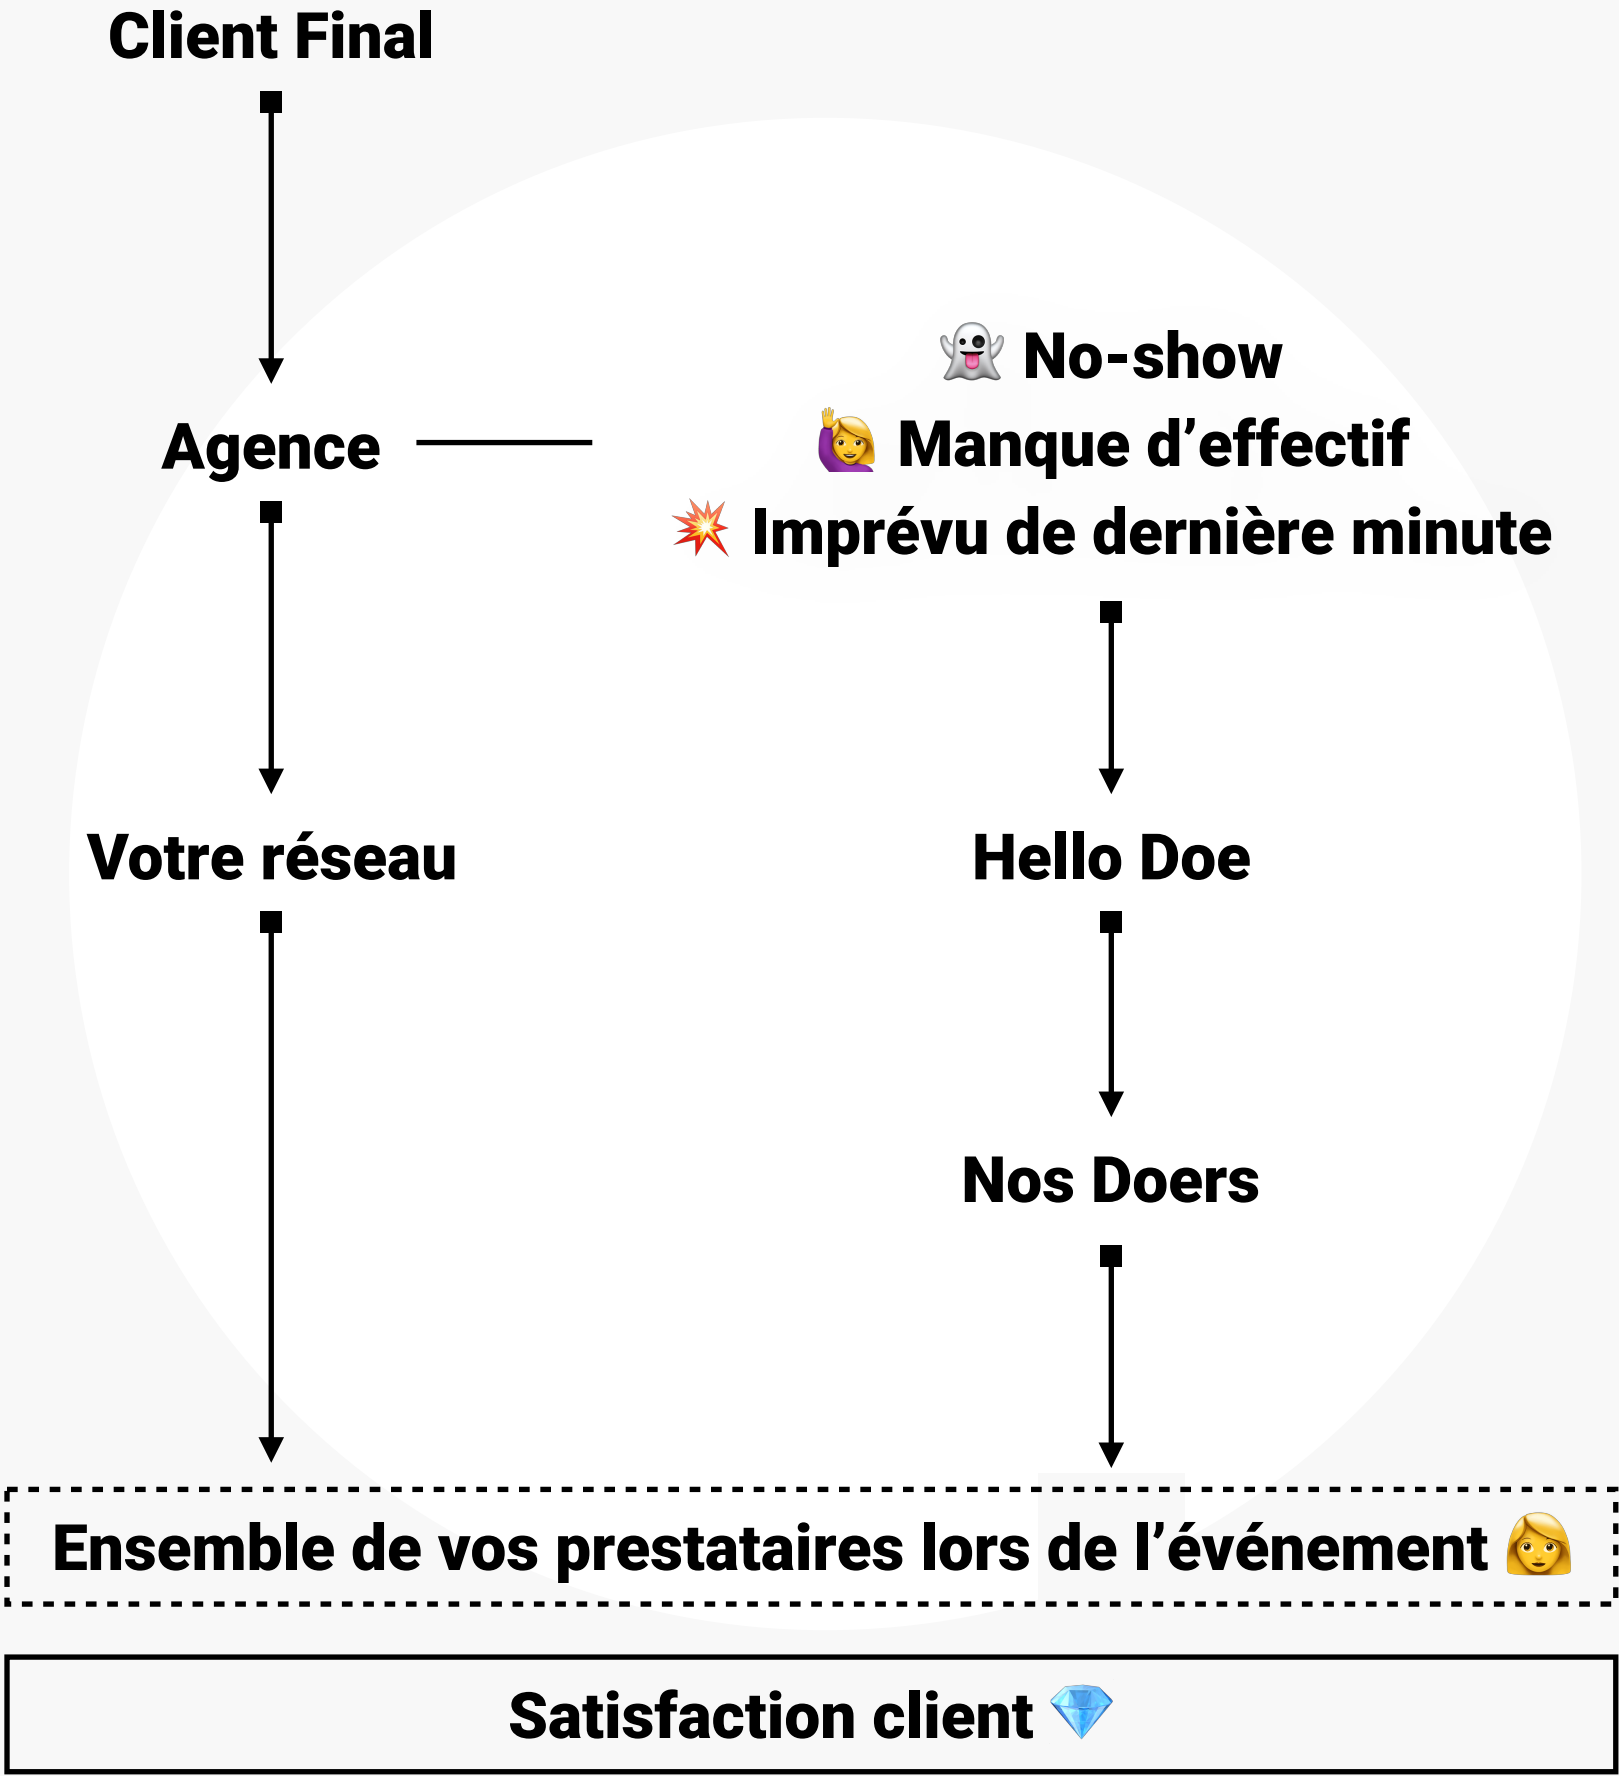 Client Final
Agence
👻 No-show
🙋‍♀️ Manque d’effectif
💥 Imprévu de dernière minute
Votre réseau
Hello Doe
Nos Doers
Ensemble de vos prestataires lors de l’événement 👩
Satisfaction client 💎